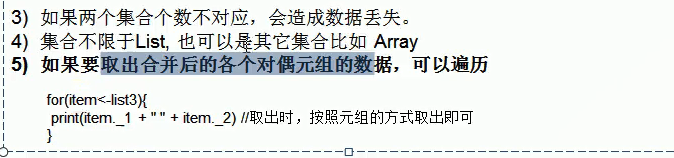 3) 如果两个集合个数不对应，会造成数据丢失。
4) 集合不限于List, 也可以是其它集合比如 Array
5) 如果要取出合并后的各个对偶元组的数据，可以遍历
for(item<-list3){
print(item._1 + " " + item._2) //取出时，按照元组的方式取出即可
}